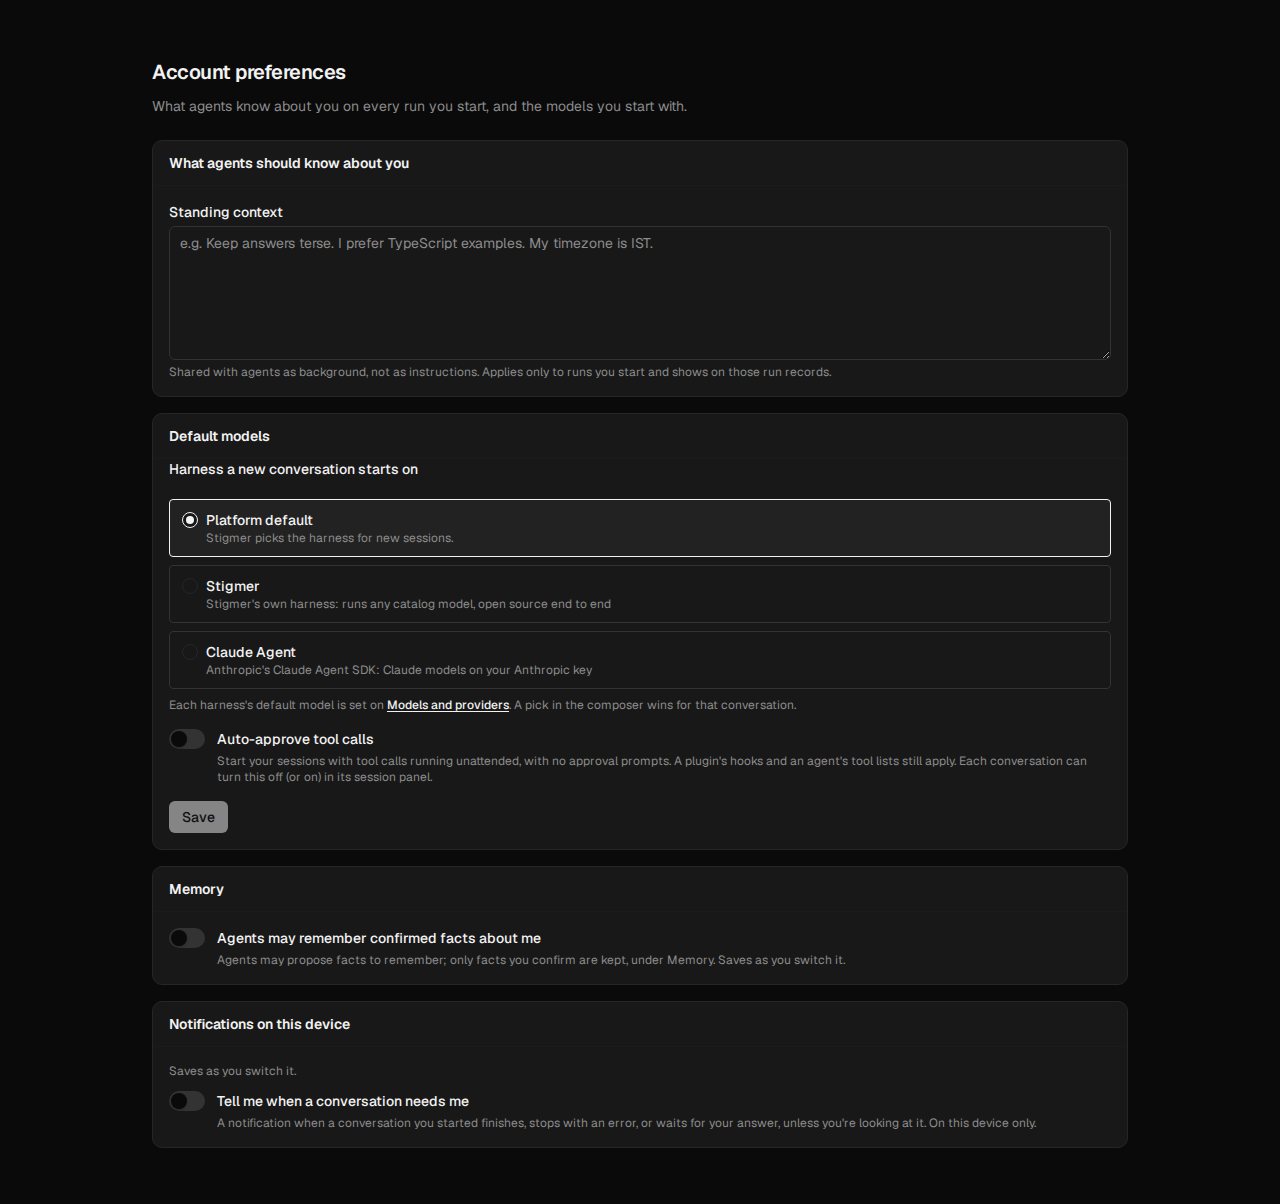 Account preferences
What agents know about you on every run you start, and the models you start with.
What agents should know about you
Standing context
e.g. Keep answers terse. I prefer TypeScript examples. My timezone is IST.
Shared with agents as background, not as instructions. Applies only to runs you start and shows on those run records.
Default models
Harness a new conversation starts on
Platform default
Stigmer picks the harness for new sessions.
Stigmer
Stigmer's own harness: runs any catalog model, open source end to end
Claude Agent
Anthropic's Claude Agent SDK: Claude models on your Anthropic key
Each harness's default model is set on Models and providers. A pick in the composer wins for that conversation.
Auto-approve tool calls
Start your sessions with tool calls running unattended, with no approval prompts. A plugin's hooks and an agent's tool lists still apply. Each conversation can
turn this off (or on) in its session panel.
Save
Memory
Agents may remember confirmed facts about me
Agents may propose facts to remember; only facts you confirm are kept, under Memory. Saves as you switch it.
Notifications on this device
Saves as you switch it.
Tell me when a conversation needs me
A notification when a conversation you started finishes, stops with an error, or waits for your answer, unless you're looking at it. On this device only.